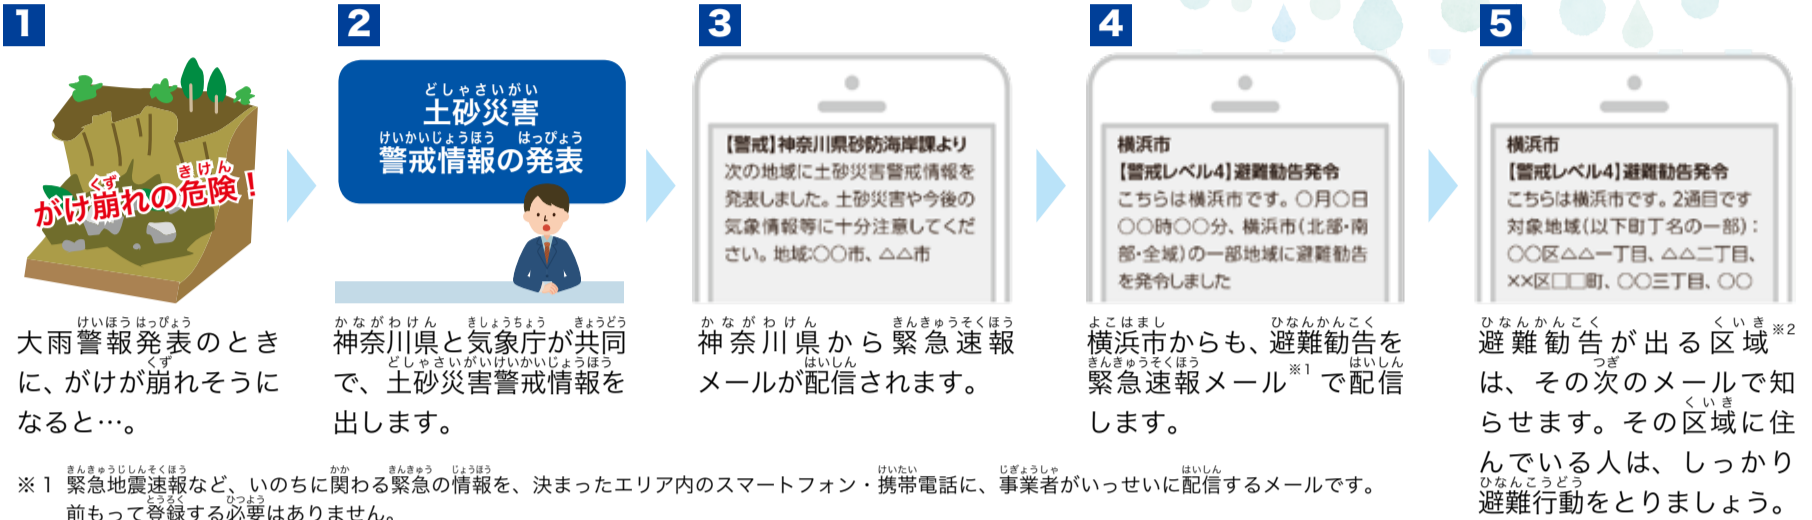 1
がけ崩れの危険！
大雨警報発表のとき
に、がけが崩れそうに
なると…。
2
土砂災害
警戒情報の発表
神奈川県と気象庁が共同
で、土砂災害警戒情報を
出します。
3
【警戒】神奈川県砂防海岸課より
次の地域に土砂災害警戒情報を
発表しました。土砂災害や今後の
気象情報等に十分注意してくだ
さい。地域:〇〇市、△△市
神奈川県から緊急速報
メールが配信されます。
4
横浜市
【警戒レベル4】避難勧告発令
こちらは横浜市です。〇月〇日
〇〇時〇〇分、横浜市(北部・南
部・全域)の一部地域に避難勧告
を発令しました
横浜市からも、避難勧告を
緊急速報メール※1 で配信
します。
5
横浜市
【警戒レベル4】避難勧告発令
こちらは横浜市です。2通目です
対象地域(以下町丁名の一部)：
〇〇区△△一丁目、△△二丁目、
××区□□町、〇〇三丁目、〇〇
避難勧告が出る区域※2
は、その次のメールで知
らせます。その区域に住
んでいる人は、しっかり
避難行動をとりましょう。
※1 緊急地震速報など、いのちに関わる緊急の情報を、決まったエリア内のスマートフォン・携帯電話に、事業者がいっせいに配信するメールです。
前もって登録する必要はありません。